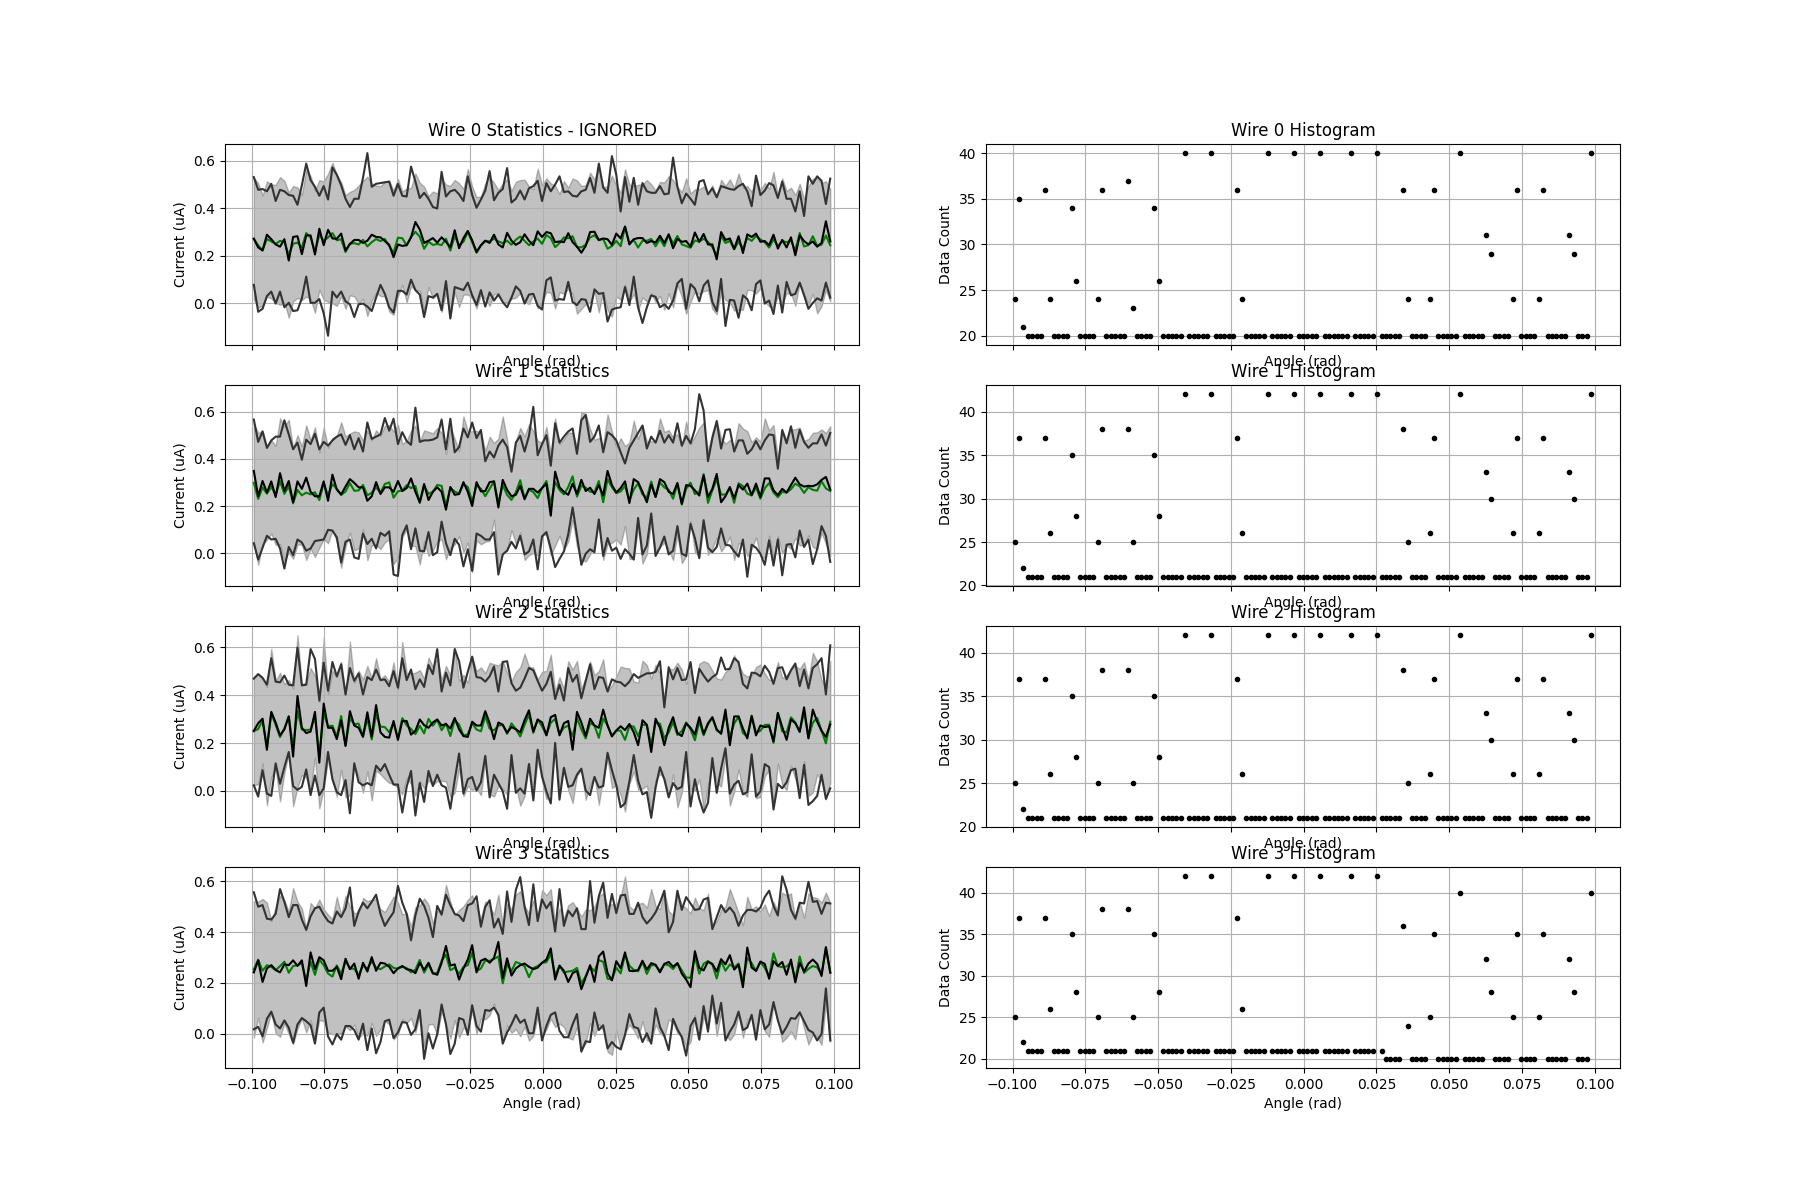 Wire 0 Statistics - IGNORED
Current (uA)
0.6
0.4
0.2
0.0
Angle (rad)
Wire 0 Histogram
Data Count
40
35
30
25
20
Angle (rad)
Wire 1 Statistics
Current (uA)
0.6
0.4
0.2
0.0
Angle (rad)
Wire 1 Histogram
Data Count
40
35
30
25
20
Angle (rad)
Wire 2 Statistics
Current (uA)
0.6
0.4
0.2
0.0
Angle (rad)
Wire 2 Histogram
Data Count
40
35
30
25
20
Angle (rad)
Wire 3 Statistics
Current (uA)
0.6
0.4
0.2
0.0
−0.100 −0.075 −0.050 −0.025 0.000 0.025 0.050 0.075 0.100
Angle (rad)
Wire 3 Histogram
Data Count
40
35
30
25
20
−0.100 −0.075 −0.050 −0.025 0.000 0.025 0.050 0.075 0.100
Angle (rad)